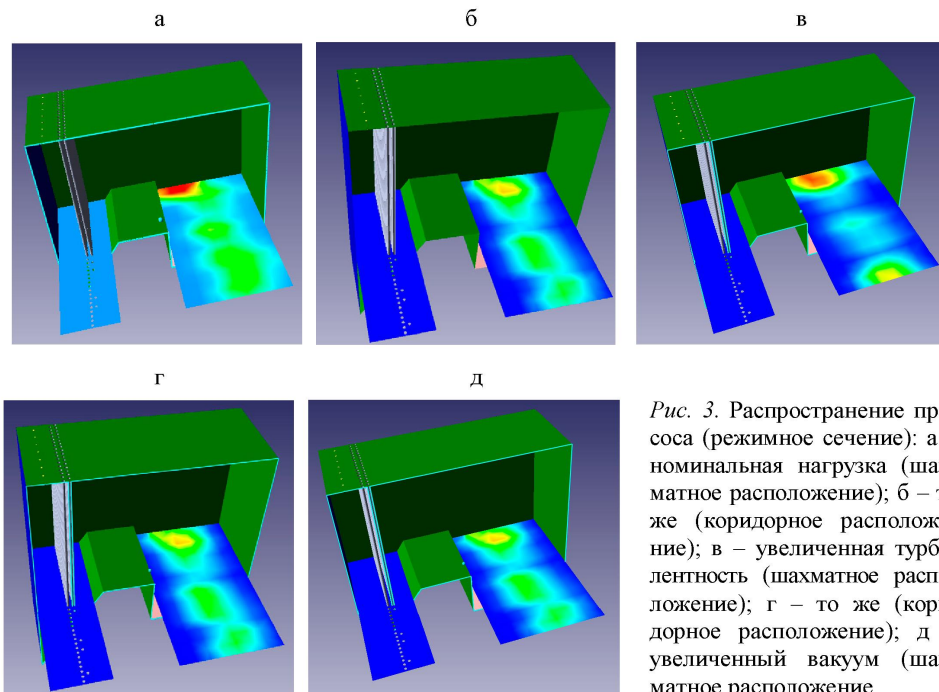 а
б
в
г
д
Рис. 3. Распространение пр
соса (режимное сечение): а
номинальная нагрузка (ша
матное расположение); б – т
же (коридорное располож
ние); в – увеличенная турб
лентность (шахматное расп
ложение); г – то же (кори
дорное расположение); д
увеличенный вакуум (ша
матное расположение